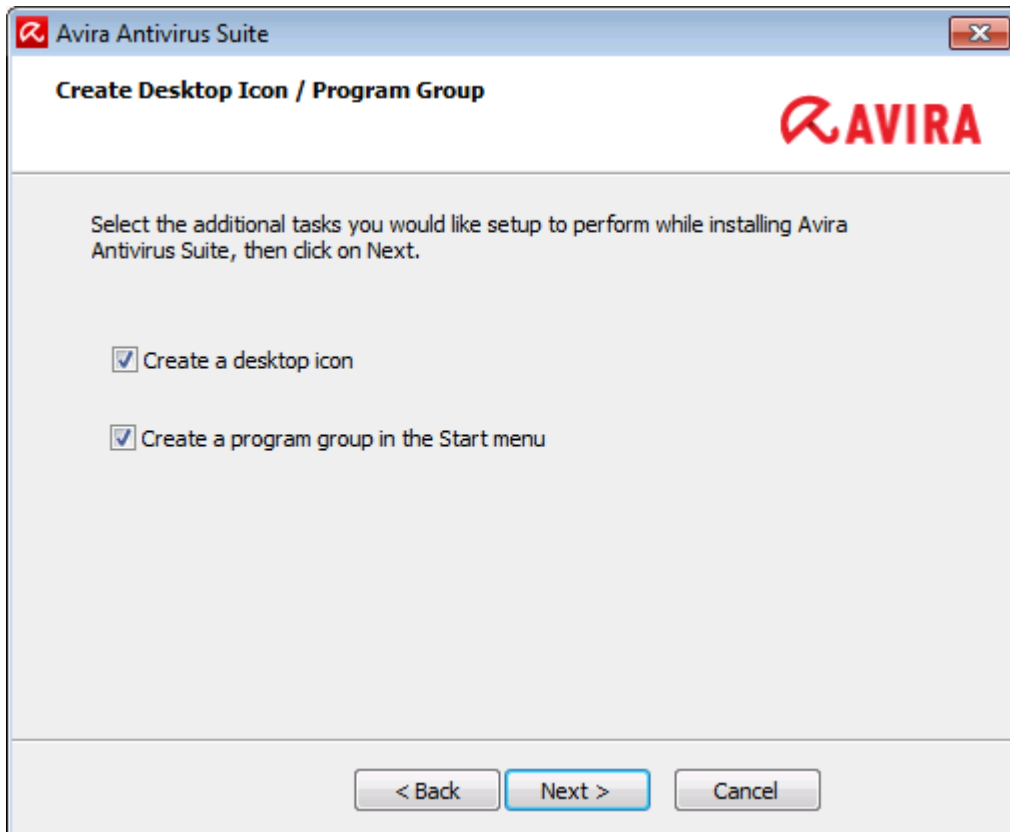 Avira Antivirus Suite
Create Desktop Icon / Program Group
AVIRA
Select the additional tasks you would like setup to perform while installing Avira
Antivirus Suite, then click on Next.
Create a desktop icon
Create a program group in the Start menu
< Back Next > Cancel